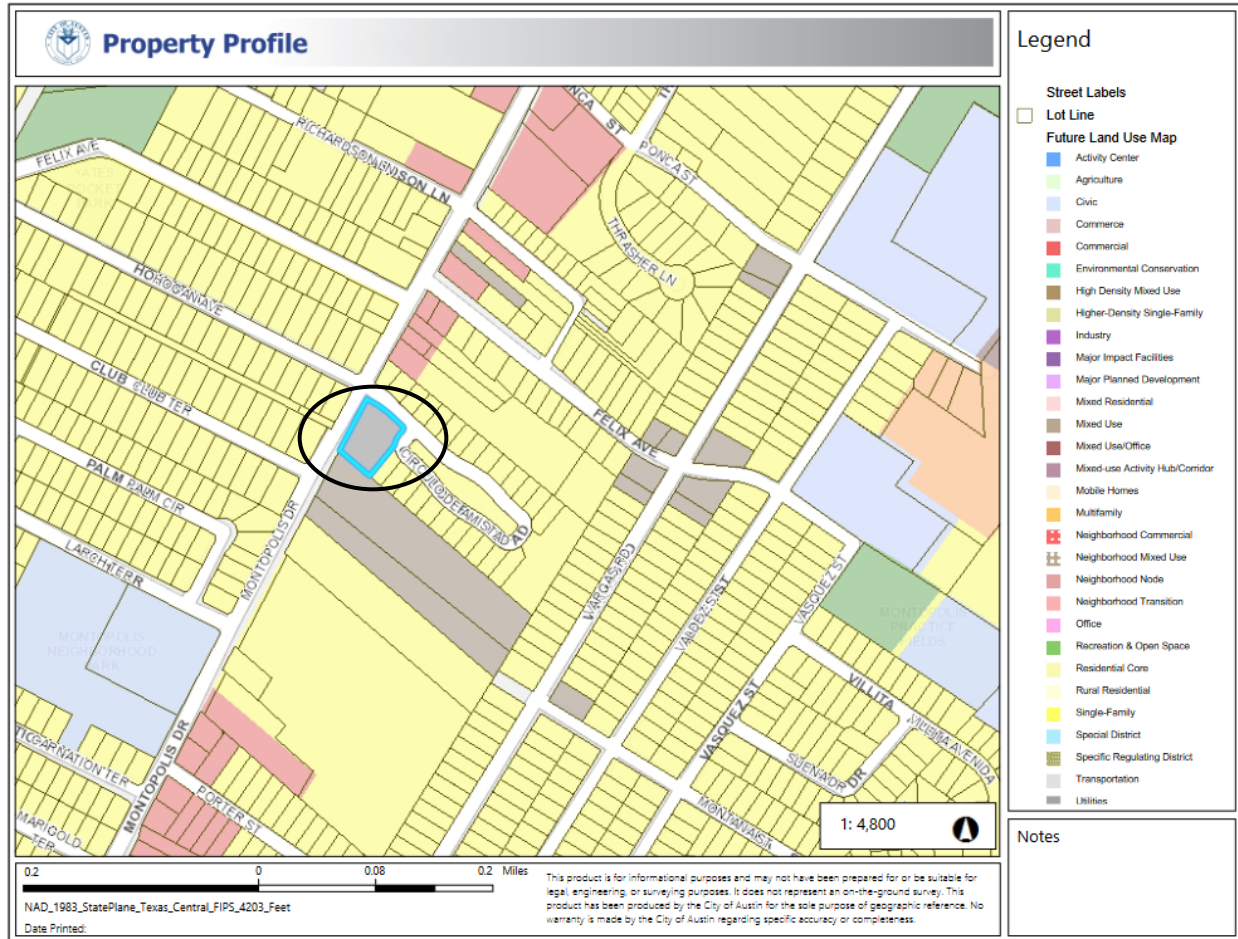 Property Profile
Legend
Street Labels
Lot Line
Future Land Use Map
Activity Center
Agriculture
Civic
Commerce
Commercial
Environmental Conservation
High Density Mixed Use
Higher-Density Single-Family
Industry
Major Impact Facilities
Major Planned Development
Mixed Residential
Mixed Use
Mixed Use/Office
Mixed-use Activity Hub/Corridor
Mobile Homes
Multifamily
Neighborhood Commercial
Neighborhood Mixed Use
Neighborhood Node
Neighborhood Transition
Office
Recreation & Open Space
Residential Core
Rural Residential
Single-Family
Special District
Specific Regulating District
Transportation
Utilities
Notes
FELIX AVE
YATES
POCKET
PARK
PONCA ST
THRASHER LN
HOHOGAN AVE
CLUB CLUB TER
PALM PALM CIR
MONTOPOLIS DR
FELIX AVE
VARGAS RD
VASQUEZ ST
VASQUEZ ST
VILLITA
SUENA DR DR
MONTOPOLIS
NEIGHBORHOOD
PARK
MONTOPOLIS
PRACTICE
FIELDS
MONTOPOLIS DR
PORTER ST
MARIGOLD
TER
1: 4,800
0.2
0
0.08
0.2
Miles
NAD_1983_StatePlane_Texas_Central_FIPS_4203_Feet
Date Printed:
This product is for informational purposes and may not have been prepared for or be suitable for
legal, engineering, or surveying purposes. It does not represent an on-the-ground survey. This
product has been produced by the City of Austin for the sole purpose of geographic reference. No
warranty is made by the City of Austin regarding specific accuracy or completeness.